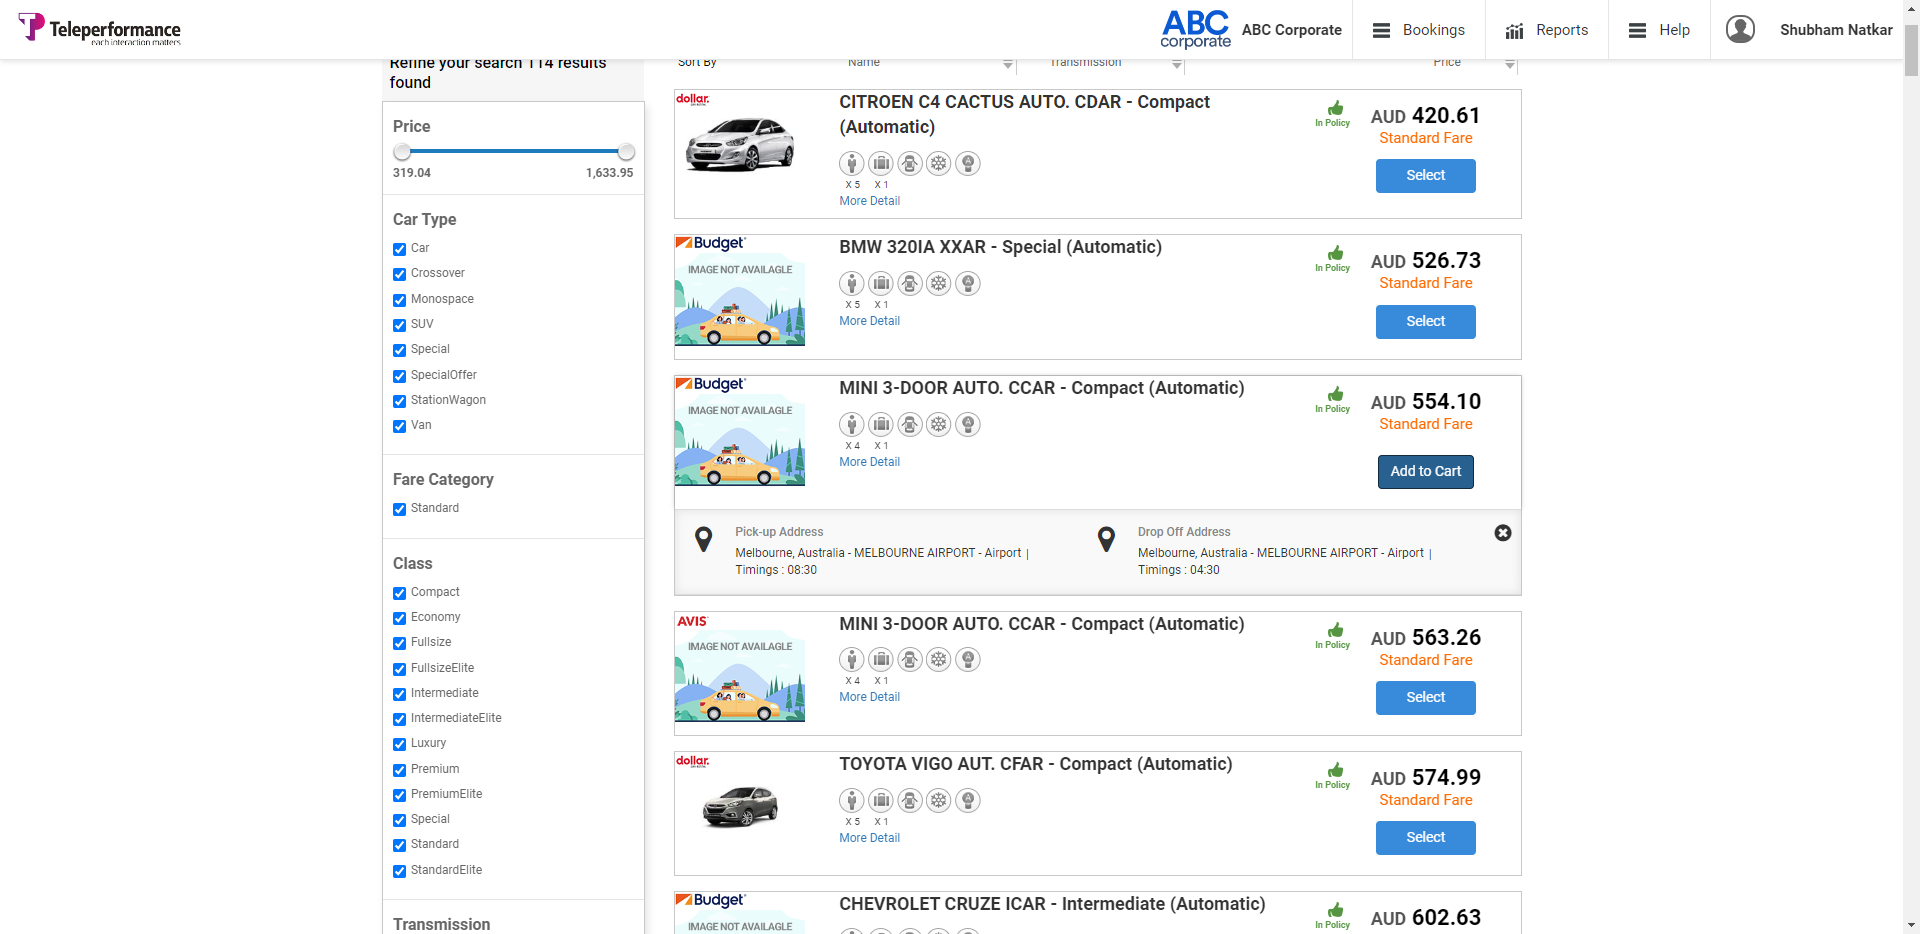 Teleperformance
each interaction matters
ABC
corporate
ABC Corporate
Bookings
Reports
Help
Shubham Natkar
Refine your search 114 results
found
Price
319.04
1,633.95
Car Type
Car
Crossover
Monospace
SUV
Special
SpecialOffer
StationWagon
Van
Fare Category
Standard
Class
Compact
Economy
Fullsize
FullsizeElite
Intermediate
IntermediateElite
Luxury
Premium
PremiumElite
Special
Standard
StandardElite
Transmission
Sort By
Name
Transmission
Price
dollar.
CITROEN C4 CACTUS AUTO. CDAR - Compact
(Automatic)
X 5
X 1
More Detail
In Policy
AUD 420.61
Standard Fare
Select
Budget
IMAGE NOT AVAILAGLE
BMW 320IA XXAR - Special (Automatic)
X 5
X 1
More Detail
In Policy
AUD 526.73
Standard Fare
Select
Budget
IMAGE NOT AVAILAGLE
MINI 3-DOOR AUTO. CCAR - Compact (Automatic)
X 4
X 1
More Detail
In Policy
AUD 554.10
Standard Fare
Add to Cart
Pick-up Address
Melbourne, Australia - MELBOURNE AIRPORT - Airport |
Timings : 08:30
Drop Off Address
Melbourne, Australia - MELBOURNE AIRPORT - Airport |
Timings : 04:30
AVIS
IMAGE NOT AVAILAGLE
MINI 3-DOOR AUTO. CCAR - Compact (Automatic)
X 4
X 1
More Detail
In Policy
AUD 563.26
Standard Fare
Select
dollar.
TOYOTA VIGO AUT. CFAR - Compact (Automatic)
X 5
X 1
More Detail
In Policy
AUD 574.99
Standard Fare
Select
Budget
IMAGE NOT AVAILAGLE
CHEVROLET CRUZE ICAR - Intermediate (Automatic)
In Policy
AUD 602.63